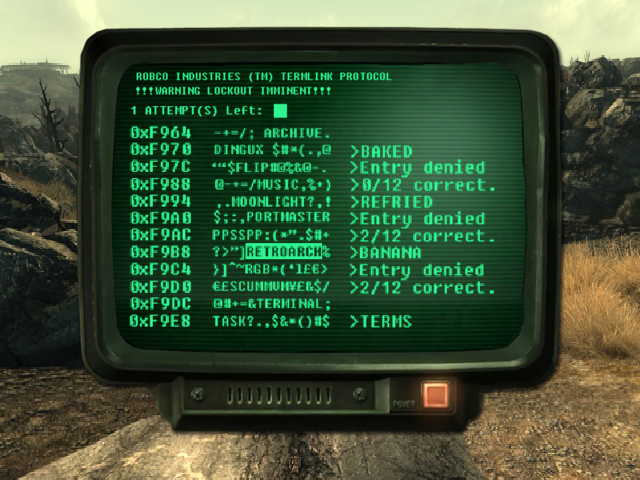 ROBCO INDUSTRIES (TM) TERMLINK PROTOCOL
!!!WARNING LOCKOUT IMMINENT!!!
1 ATTEMPT(S) Left:
0xF964 -+=/; ARCHIVE.
0xF970 DINGUX $#*(.,@ >BAKED
0xF97C "“$FLIP#@%&@-. >Entry denied
0xF988 @-+=/MUSIC,%+) >0/12 correct.
0xF994 ,.MOONLIGHT?,! >REFRIED
0xF9A0 $;:,PORTMASTER >Entry denied
0xF9AC PPSSPP:(*".$#+ >2/12 correct.
0xF9B8 ?>"]RETROARCH% >BANANA
0xF9C4 }]^~RGB*('l£€> >Entry denied
0xF9D0 €£SCUMMVM¥£&$/ >2/12 correct.
0xF9DC @#+=&TERMINAL;
0xF9E8 TASK?.,$&*()#$ >TERMS
POWER